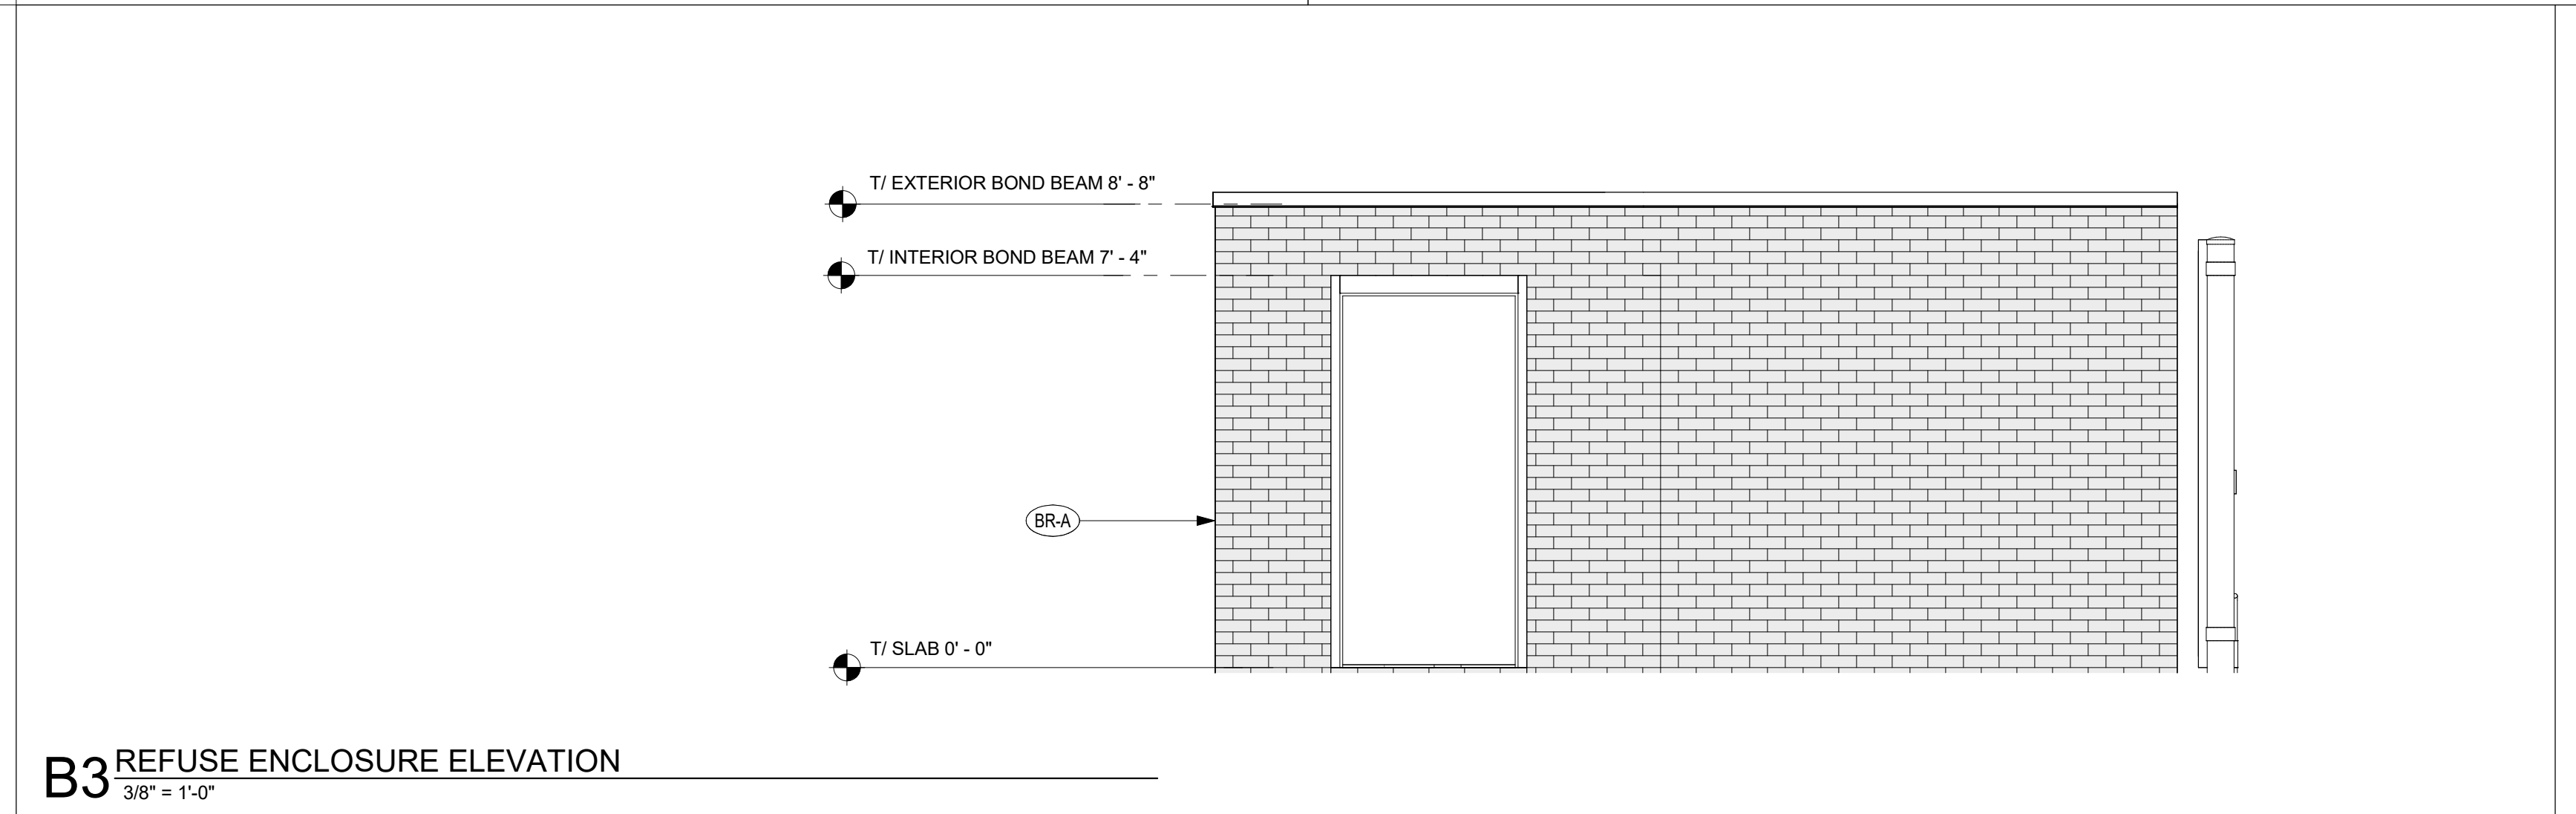 T/ EXTERIOR BOND BEAM 8' - 8"
T/ INTERIOR BOND BEAM 7' - 4"
BR-A
T/ SLAB 0' - 0"
B3 REFUSE ENCLOSURE ELEVATION
3/8" = 1'-0"